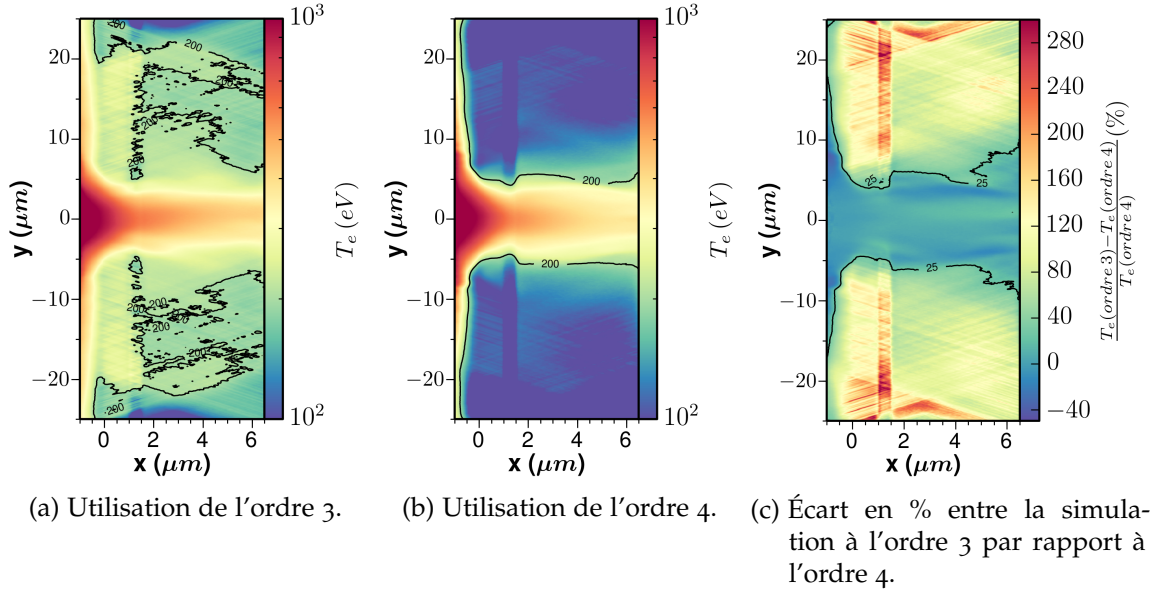 10³
20
10
0
−10
−20
y (μm)
0 2 4 6
x (μm)
10²
T_e (eV)
200
200
200
200
200
200
200
200
200
10³
20
10
0
−10
−20
y (μm)
0 2 4 6
x (μm)
10²
T_e (eV)
200
200
20
10
0
−10
−20
y (μm)
0 2 4 6
x (μm)
25
25
25
280
240
200
160
120
80
40
0
−40
T_e(ordre 3)−T_e(ordre 4)
T_e(ordre 4)
(%)
(a) Utilisation de l’ordre 3.
(b) Utilisation de l’ordre 4.
(c) Écart en % entre la simula-
tion à l’ordre 3 par rapport à
l’ordre 4.